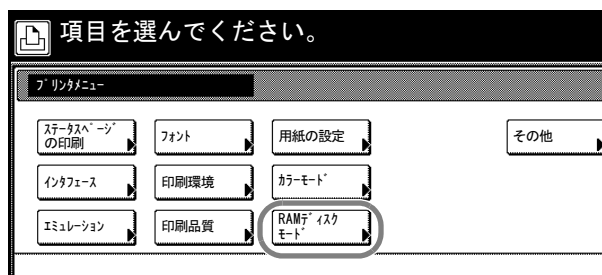 項目を選んでください。
プリンタメニュー
ステータスページ
の印刷
フォント
用紙の設定
その他
インタフェース
印刷環境
カラーモード
エミュレーション
印刷品質
RAMディスク
モード